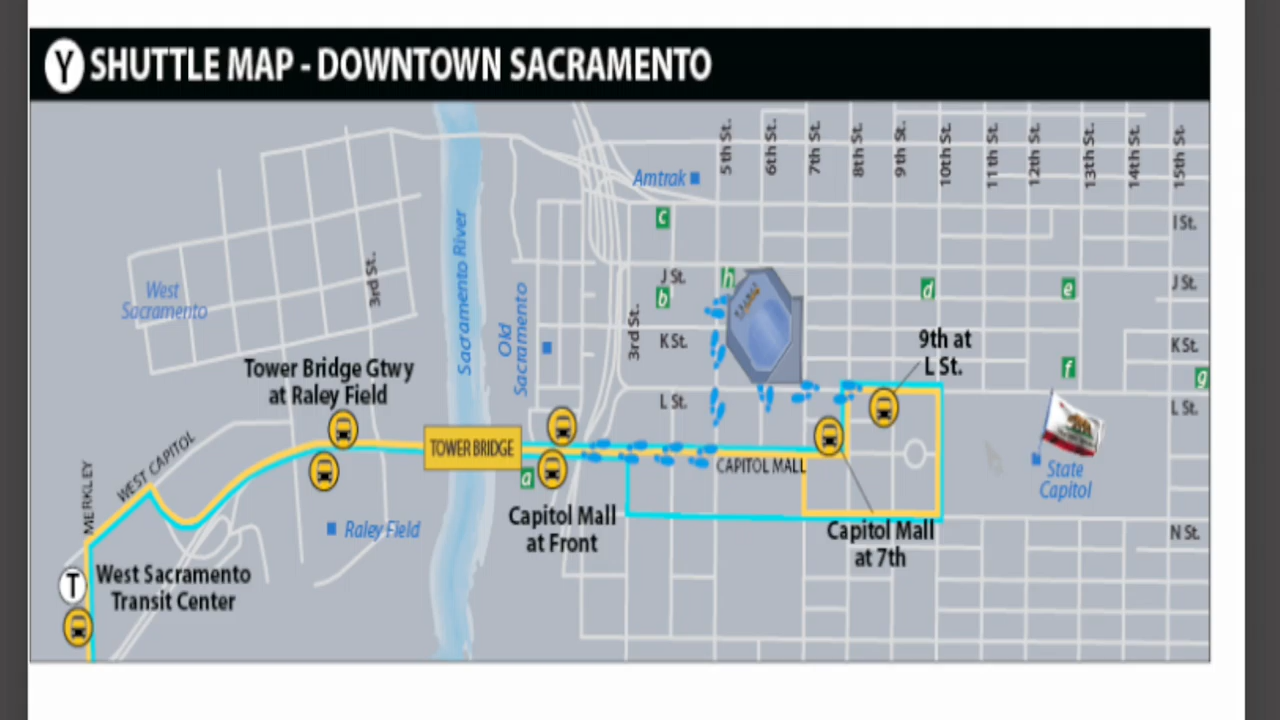 Y SHUTTLE MAP - DOWNTOWN SACRAMENTO
5th St.
6th St.
7th St.
8th St.
9th St.
10th St.
11th St.
12th St.
13th St.
14th St.
15th St.
Amtrak
c
I St.
J St.
h
b
d
e
J St.
3rd St.
West
Sacramento
Sacramento River
Old
Sacramento
3rd St.
K St.
9th at
L St.
K St.
f
g
Tower Bridge Gtwy
at Raley Field
L St.
L St.
TOWER BRIDGE
CAPITOL MALL
WEST CAPITOL
MERKLEY
a
State
Capitol
Capitol Mall
at Front
Raley Field
Capitol Mall
at 7th
N St.
T
West Sacramento
Transit Center